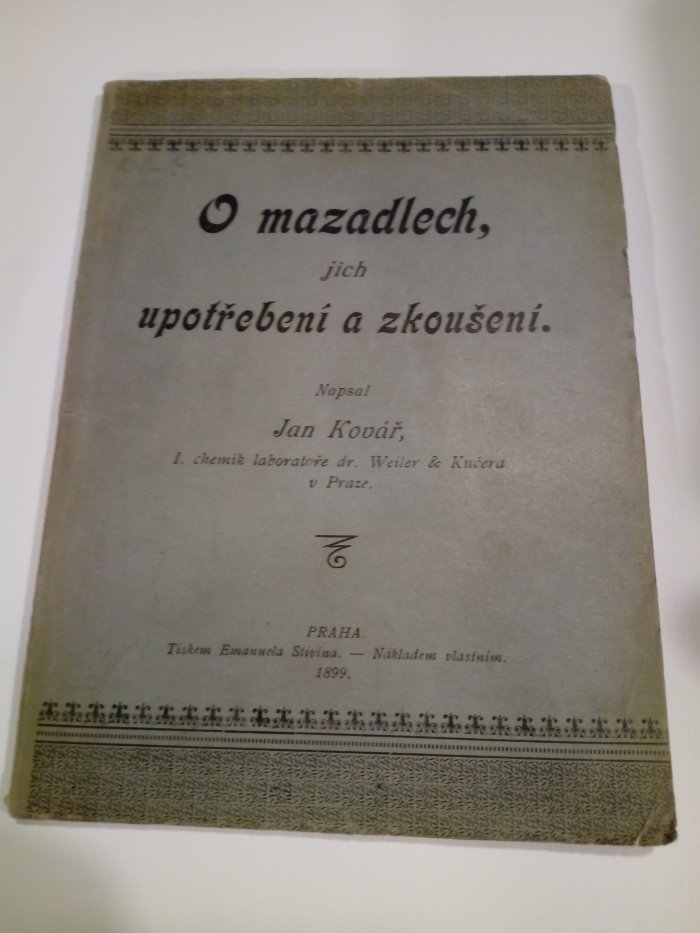 O mazadlech,
jich
upotřebení a zkoušení.
Napsal
Jan Kovář,
I. chemik laboratoře dr. Weiler & Kučera
v Praze.
PRAHA.
Tiskem Emanuela Stivína. — Nákladem vlastním.
1899.